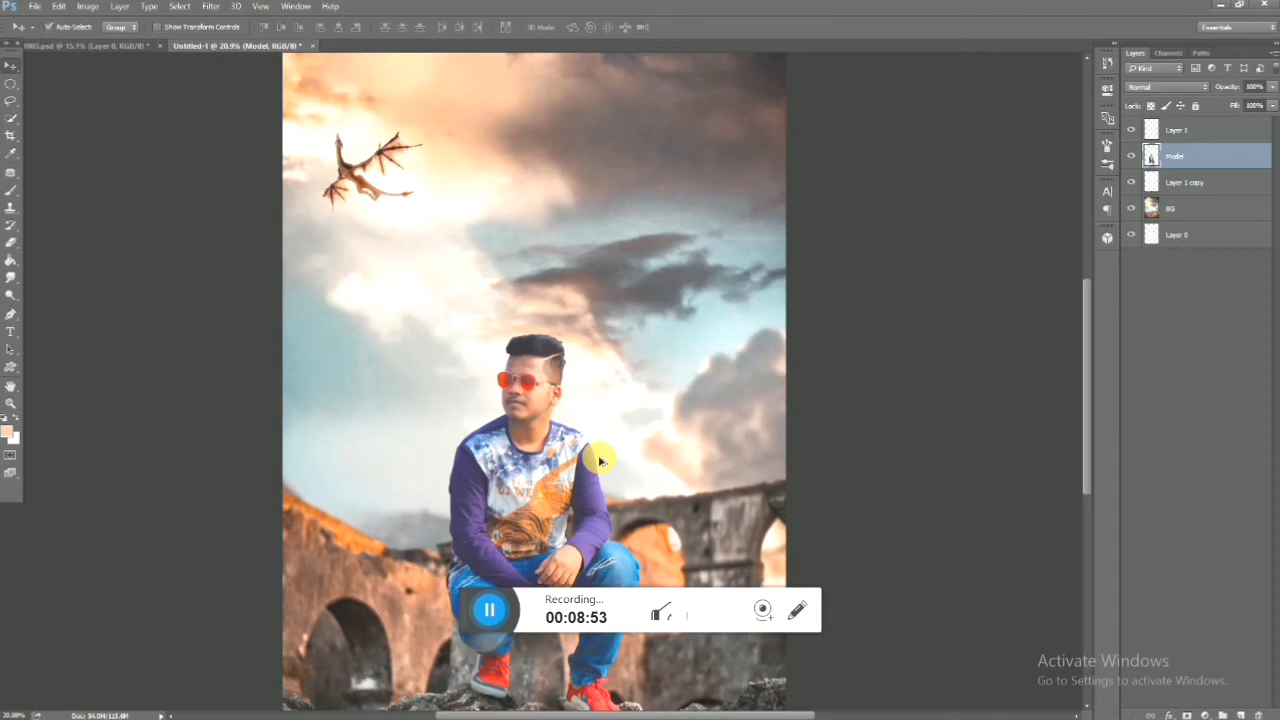 Ps File Edit Image Layer Type Select Filter 3D View Window Help
Auto-Select: Group Show Transform Controls 3D Mode: Essentials
1003.psd @ 15.1% (Layer 0, RGB/8) * × Untitled-1 @ 20.9% (Model, RGB/8) * ×
Layers Channels Paths
Kind
Normal Opacity: 100%
Lock: Fill: 100%
Layer 1
Model
Layer 1 copy
BG
Layer 0
Recording...
00:08:53
Activate Windows
Go to Settings to activate Windows.
20.88% Doc: 34.0M/115.6M